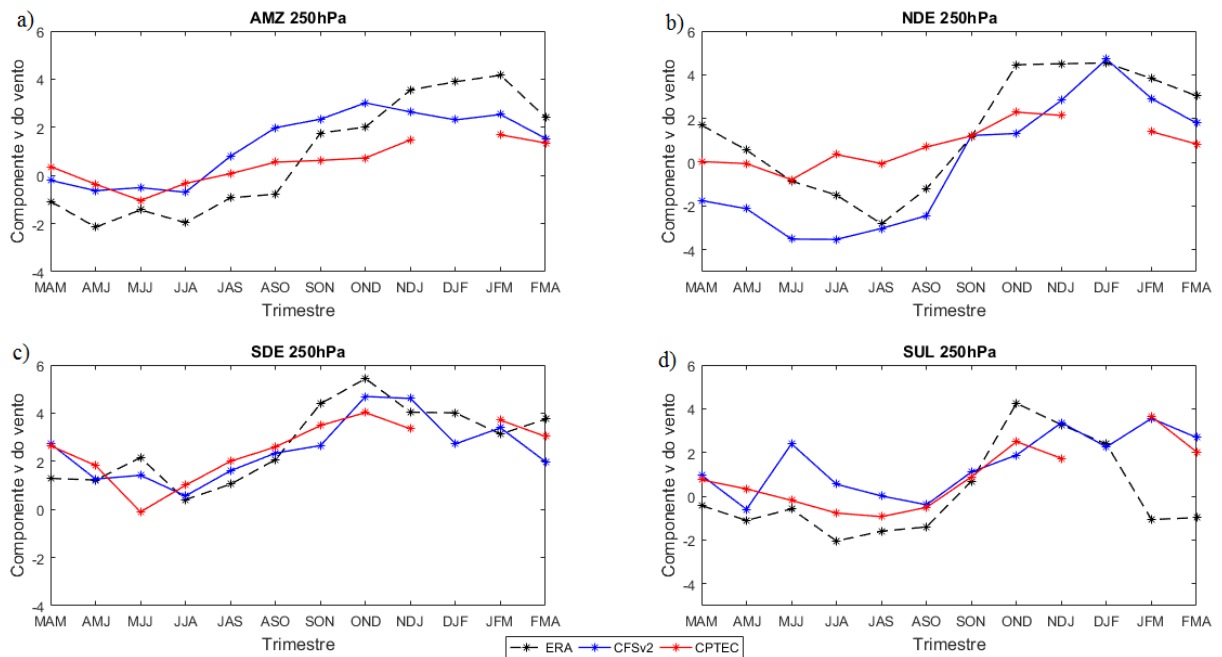 a)
AMZ 250hPa
6
4
2
0
-2
-4
Componente v do vento
MAM AMJ MJJ JJA JAS ASO SON OND NDJ DJF JFM FMA
Trimestre
b)
NDE 250hPa
6
4
2
0
-2
-4
Componente v do vento
MAM AMJ MJJ JJA JAS ASO SON OND NDJ DJF JFM FMA
Trimestre
c)
SDE 250hPa
6
4
2
0
-2
-4
Componente v do vento
MAM AMJ MJJ JJA JAS ASO SON OND NDJ DJF JFM FMA
Trimestre
d)
SUL 250hPa
6
4
2
0
-2
-4
Componente v do vento
MAM AMJ MJJ JJA JAS ASO SON OND NDJ DJF JFM FMA
Trimestre
ERA CFSv2 CPTEC